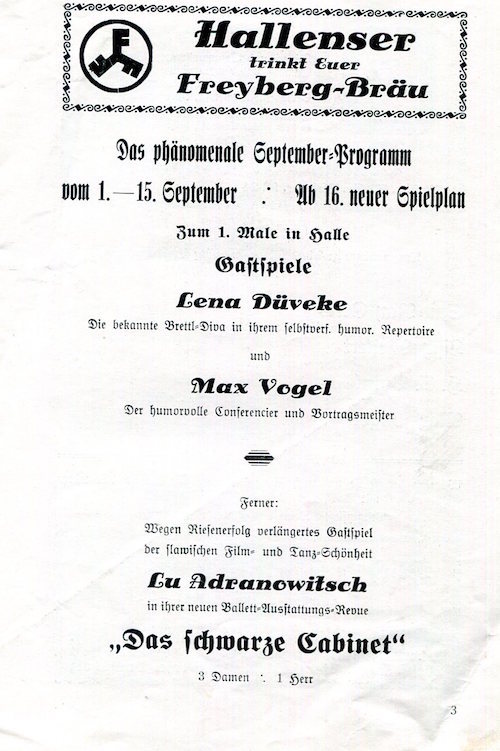 Hallenser
trinkt Euer
Freyberg-Bräu
Das phänomenale September-Programm
vom 1.—15. September ∴ Ab 16. neuer Spielplan
Zum 1. Male in Halle
Gastspiele
Lena Düveke
Die bekannte Brettl-Diva in ihrem selbstverf. humor. Repertoire
und
Max Vogel
Der humorvolle Conferencier und Vortragsmeister
Ferner:
Wegen Riesenerfolg verlängertes Gastspiel
der slawischen Film- und Tanz-Schönheit
Lu Adranowitsch
in ihrer neuen Ballett-Ausstattungs-Revue
„Das schwarze Cabinet“
3 Damen ∴ 1 Herr
3